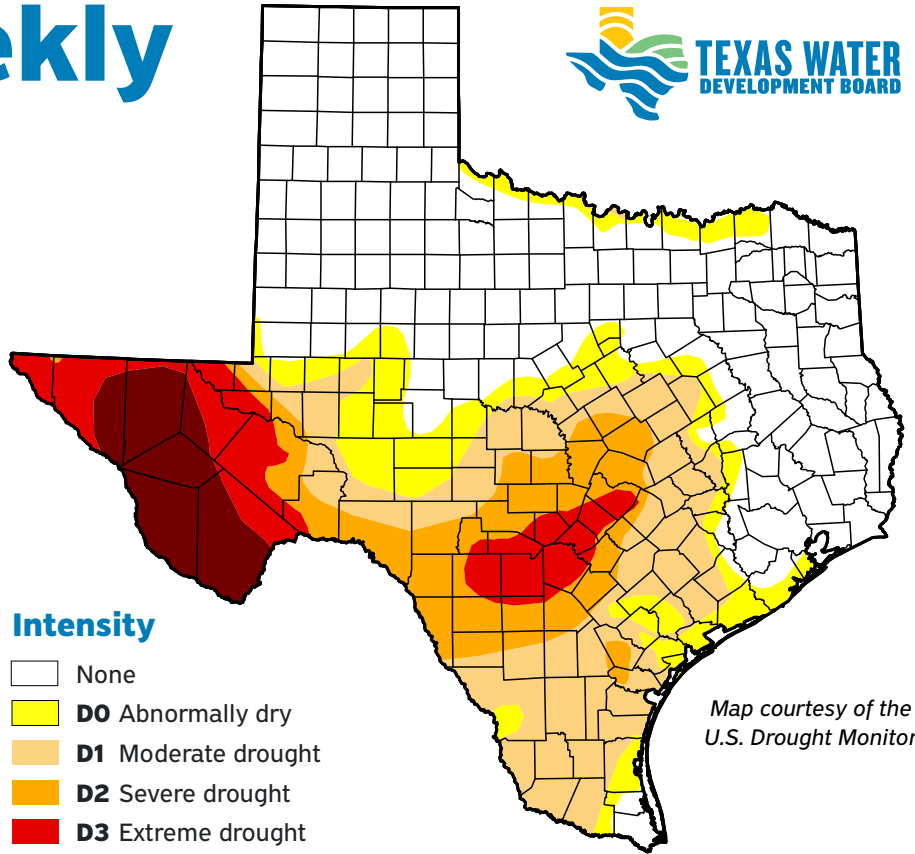 ekly
TEXAS WATER
DEVELOPMENT BOARD
Intensity
None
D0 Abnormally dry
D1 Moderate drought
D2 Severe drought
D3 Extreme drought
Map courtesy of the
U.S. Drought Monitor